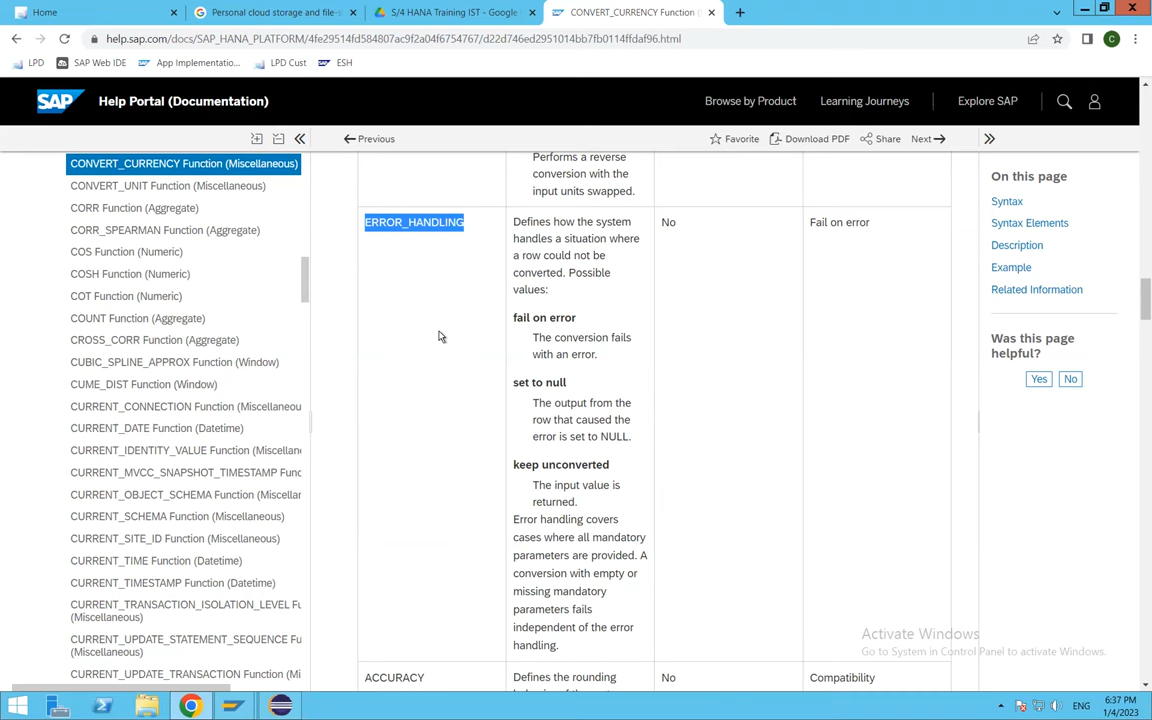 Home
Personal cloud storage and file-s
S/4 HANA Training IST - Google
CONVERT_CURRENCY Function (
help.sap.com/docs/SAP_HANA_PLATFORM/4fe29514fd584807ac9f2a04f6754767/d22d746ed2951014bb7fb0114ffdaf96.html
C
LPD
SAP Web IDE
App Implementatio...
LPD Cust
ESH
SAP
Help Portal (Documentation)
Browse by Product
Learning Journeys
Explore SAP
Previous
Favorite
Download PDF
Share
Next
CONVERT_CURRENCY Function (Miscellaneous)
CONVERT_UNIT Function (Miscellaneous)
CORR Function (Aggregate)
CORR_SPEARMAN Function (Aggregate)
COS Function (Numeric)
COSH Function (Numeric)
COT Function (Numeric)
COUNT Function (Aggregate)
CROSS_CORR Function (Aggregate)
CUBIC_SPLINE_APPROX Function (Window)
CUME_DIST Function (Window)
CURRENT_CONNECTION Function (Miscellaneou
CURRENT_DATE Function (Datetime)
CURRENT_IDENTITY_VALUE Function (Miscellane
CURRENT_MVCC_SNAPSHOT_TIMESTAMP Func
CURRENT_OBJECT_SCHEMA Function (Miscellar
CURRENT_SCHEMA Function (Miscellaneous)
CURRENT_SITE_ID Function (Miscellaneous)
CURRENT_TIME Function (Datetime)
CURRENT_TIMESTAMP Function (Datetime)
CURRENT_TRANSACTION_ISOLATION_LEVEL Fu
(Miscellaneous)
CURRENT_UPDATE_STATEMENT_SEQUENCE Fu
(Miscellaneous)
CURRENT_UPDATE_TRANSACTION Function (Mi
Performs a reverse
conversion with the
input units swapped.
ERROR_HANDLING
Defines how the system
handles a situation where
a row could not be
converted. Possible
values:
fail on error
The conversion fails
with an error.
set to null
The output from the
row that caused the
error is set to NULL.
keep unconverted
The input value is
returned.
Error handling covers
cases where all mandatory
parameters are provided. A
conversion with empty or
missing mandatory
parameters fails
independent of the error
handling.
No
Fail on error
ACCURACY
Defines the rounding
No
Compatibility
On this page
Syntax
Syntax Elements
Description
Example
Related Information
Was this page
helpful?
Yes
No
Activate Windows
Go to System in Control Panel to activate Windows.
ENG
6:37 PM
1/4/2023